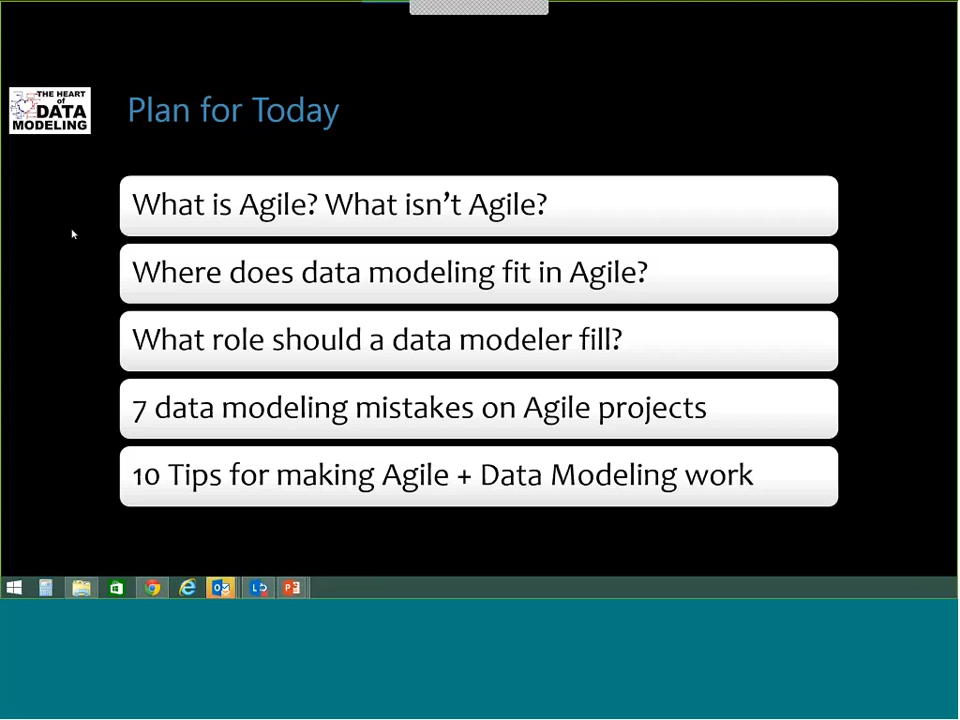 THE HEART
of
DATA
MODELING
Plan for Today
What is Agile? What isn’t Agile?
Where does data modeling fit in Agile?
What role should a data modeler fill?
7 data modeling mistakes on Agile projects
10 Tips for making Agile + Data Modeling work